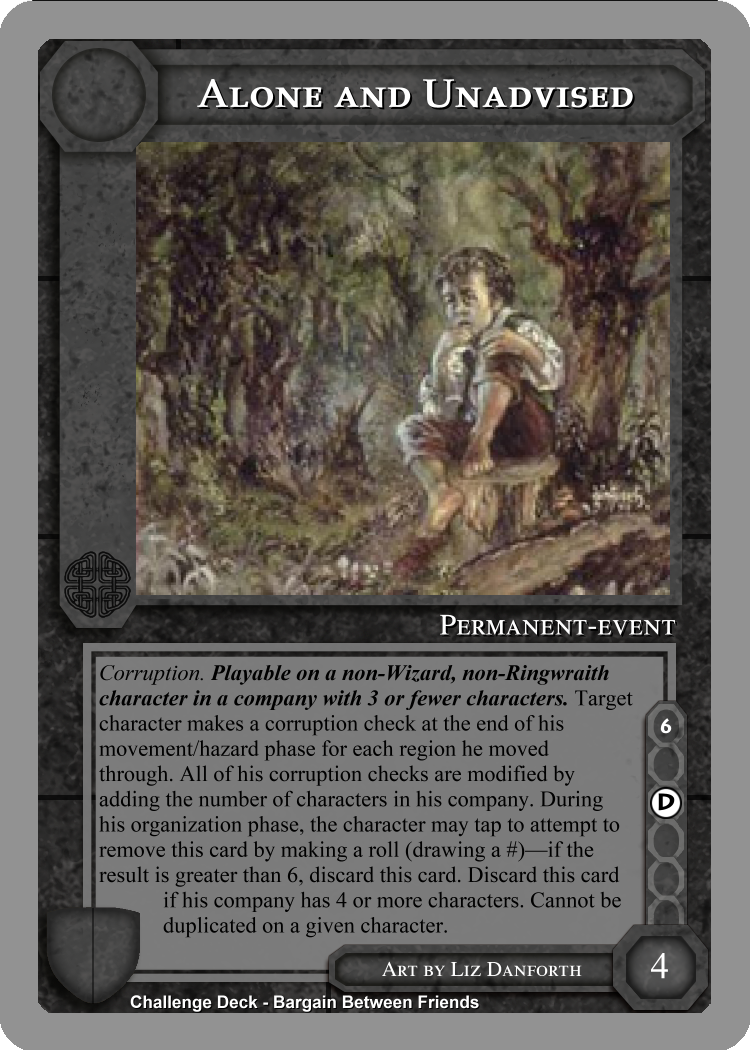 Alone and Unadvised
Permanent-event
Corruption. Playable on a non-Wizard, non-Ringwraith
character in a company with 3 or fewer characters. Target
character makes a corruption check at the end of his
movement/hazard phase for each region he moved
through. All of his corruption checks are modified by
adding the number of characters in his company. During
his organization phase, the character may tap to attempt to
remove this card by making a roll (drawing a #)—if the
result is greater than 6, discard this card. Discard this card
if his company has 4 or more characters. Cannot be
duplicated on a given character.
6
D
Art by Liz Danforth
4
Challenge Deck - Bargain Between Friends